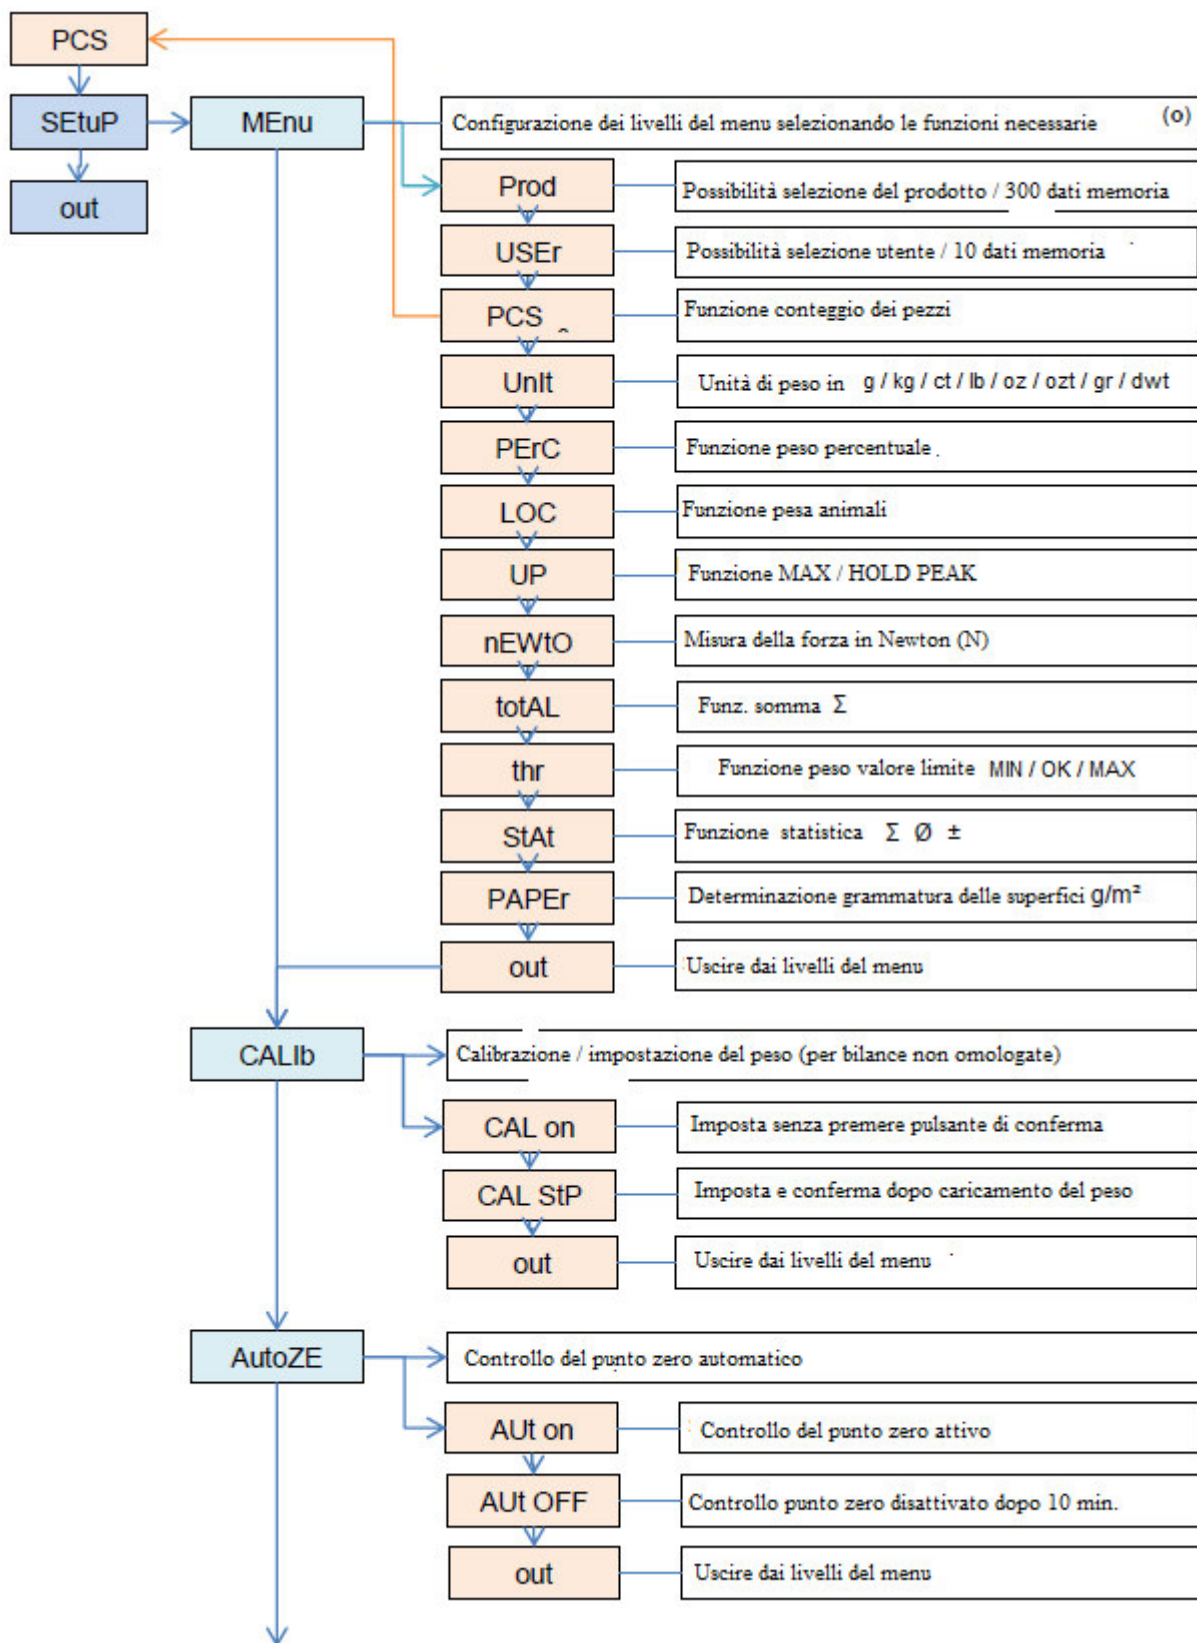 PCS
SEtuP
MEnu
Configurazione dei livelli del menu selezionando le funzioni necessarie (o)
out
Prod
Possibilità selezione del prodotto / 300 dati memoria
USEr
Possibilità selezione utente / 10 dati memoria
PCS
Funzione conteggio dei pezzi
UnIt
Unità di peso in g / kg / ct / lb / oz / ozt / gr / dwt
PErC
Funzione peso percentuale .
LOC
Funzione pesa animali
UP
Funzione MAX / HOLD PEAK
nEWtO
Misura della forza in Newton (N)
totAL
Funz. somma Σ
thr
Funzione peso valore limite MIN / OK / MAX
StAt
Funzione statistica Σ Ø ±
PAPEr
Determinazione grammatura delle superfici g/m²
out
Uscire dai livelli del menu
CALIb
Calibrazione / impostazione del peso (per bilance non omologate)
CAL on
Imposta senza premere pulsante di conferma
CAL StP
Imposta e conferma dopo caricamento del peso
out
Uscire dai livelli del menu
AutoZE
Controllo del punto zero automatico
AUt on
Controllo del punto zero attivo
AUt OFF
Controllo punto zero disattivato dopo 10 min.
out
Uscire dai livelli del menu